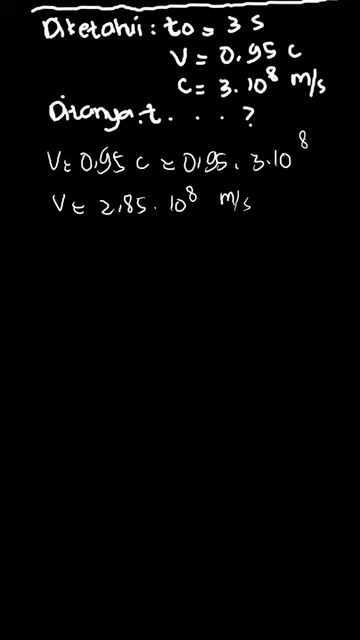 Diketahui : to = 3 s
V = 0.95 c
C = 3 . 10⁸ m/s
Ditanya : t . . . . ?
V = 0,95 c = 0,95 . 3.10⁸
V = 2,85 . 10⁸ m/s